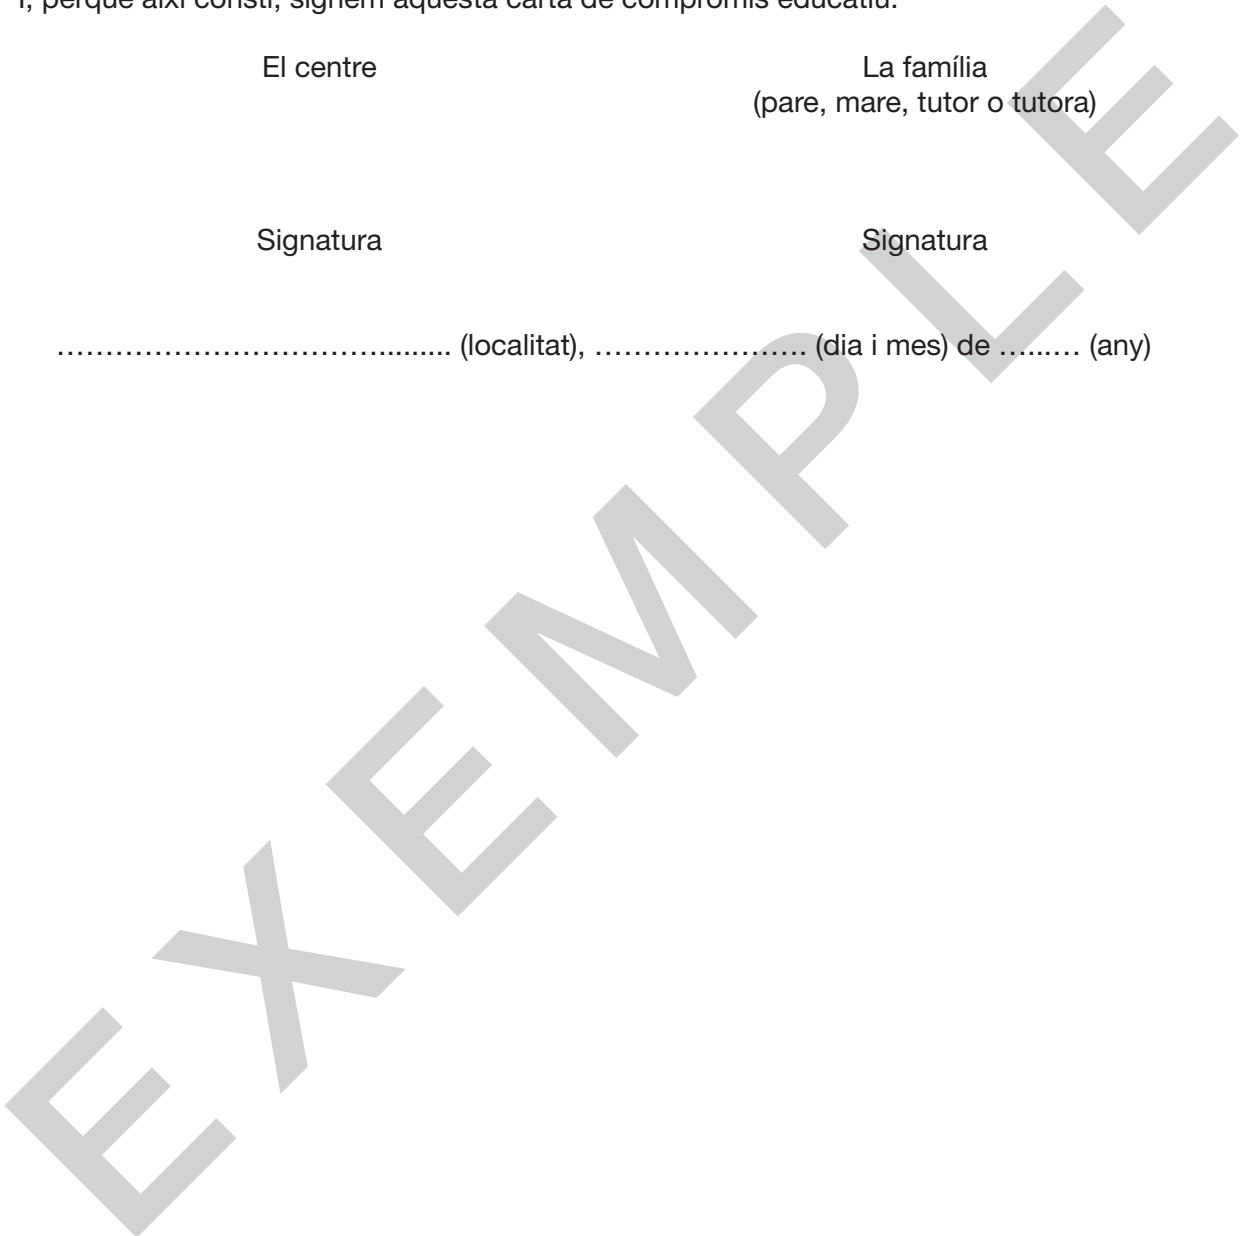 I, perquè així consti, signem aquesta carta de compromís educatiu.
El centre La família
(pare, mare, tutor o tutora)
Signatura Signatura
……………………………......... (localitat), …………………. (dia i mes) de …...… (any)
EXEMPLE